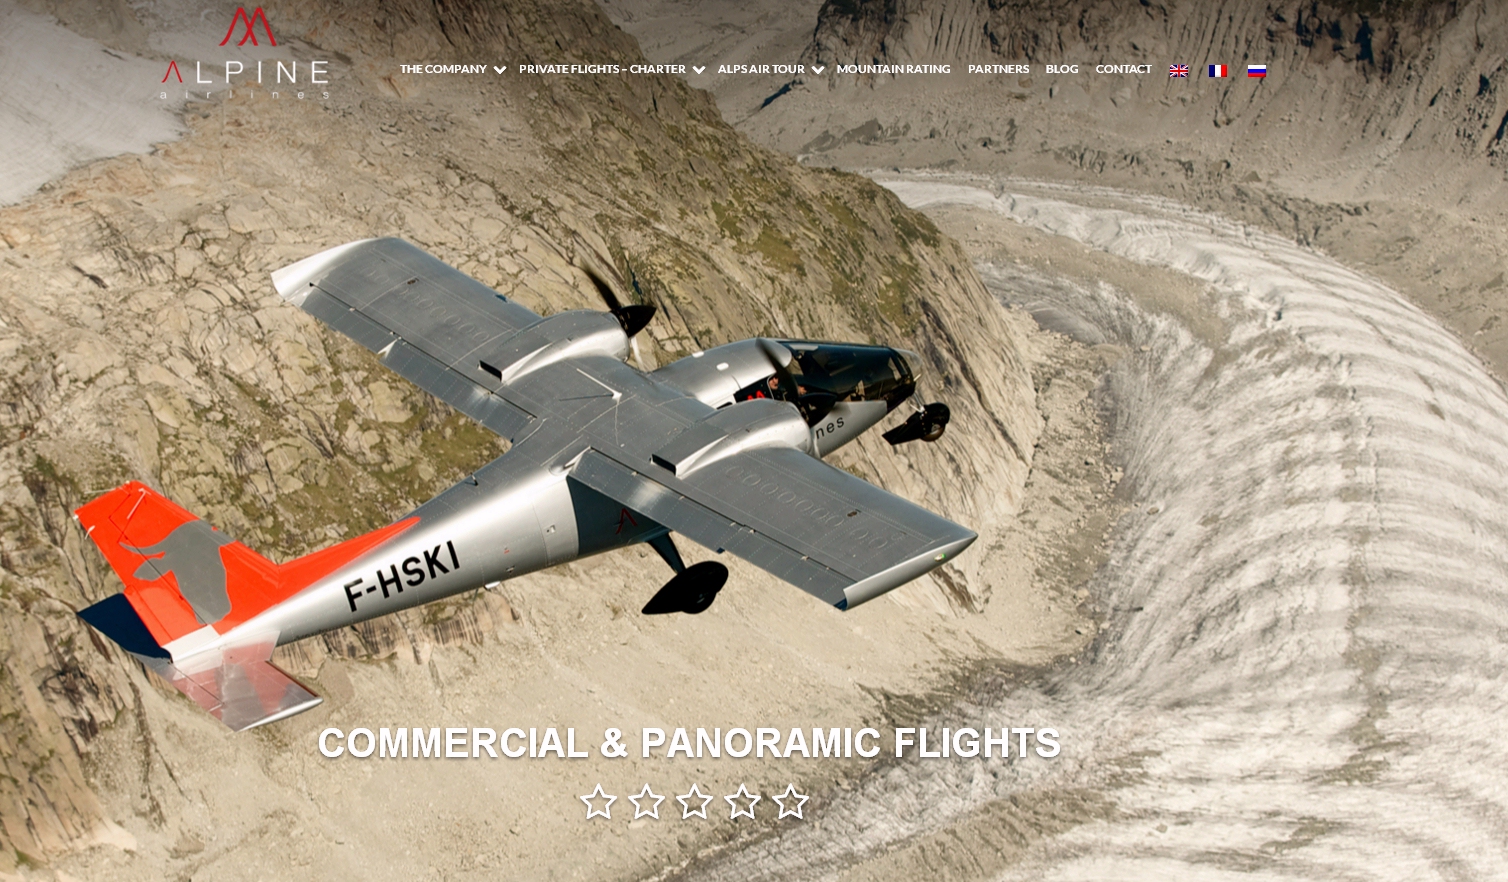 ALPINE
airlines
THE COMPANY PRIVATE FLIGHTS – CHARTER ALPS AIR TOUR MOUNTAIN RATING PARTNERS BLOG CONTACT
nes
F-HSKI
COMMERCIAL & PANORAMIC FLIGHTS